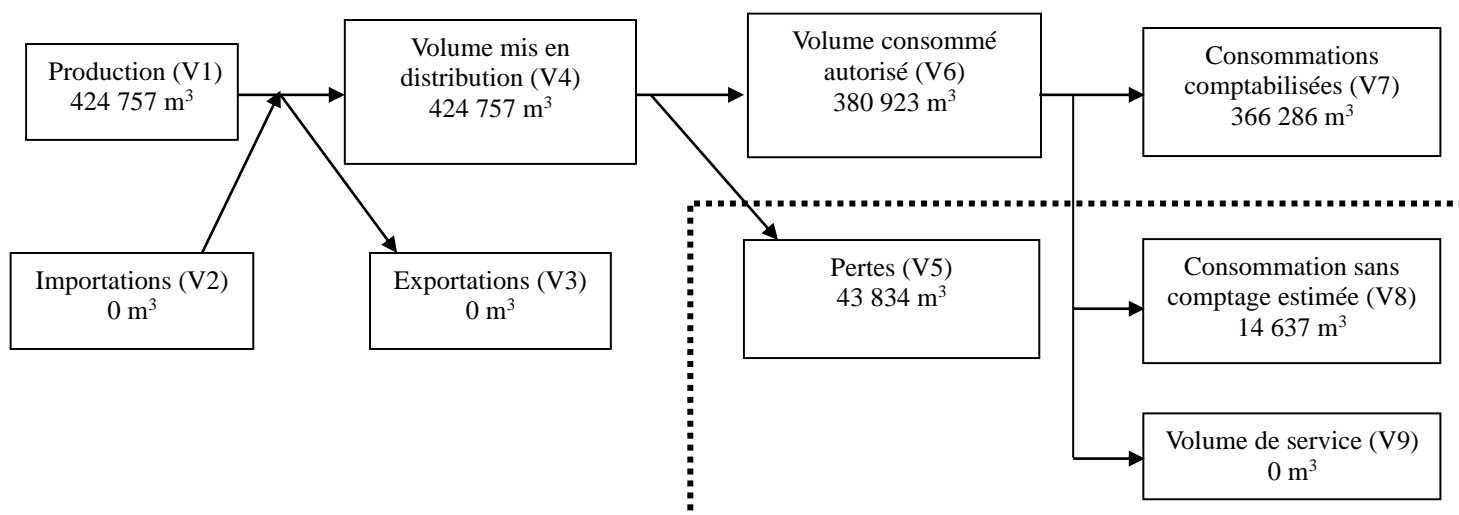 Production (V1)
424 757 m³
Volume mis en
distribution (V4)
424 757 m³
Volume consommé
autorisé (V6)
380 923 m³
Consommations
comptabilisées (V7)
366 286 m³
Importations (V2)
0 m³
Exportations (V3)
0 m³
Pertes (V5)
43 834 m³
Consommation sans
comptage estimée (V8)
14 637 m³
Volume de service (V9)
0 m³